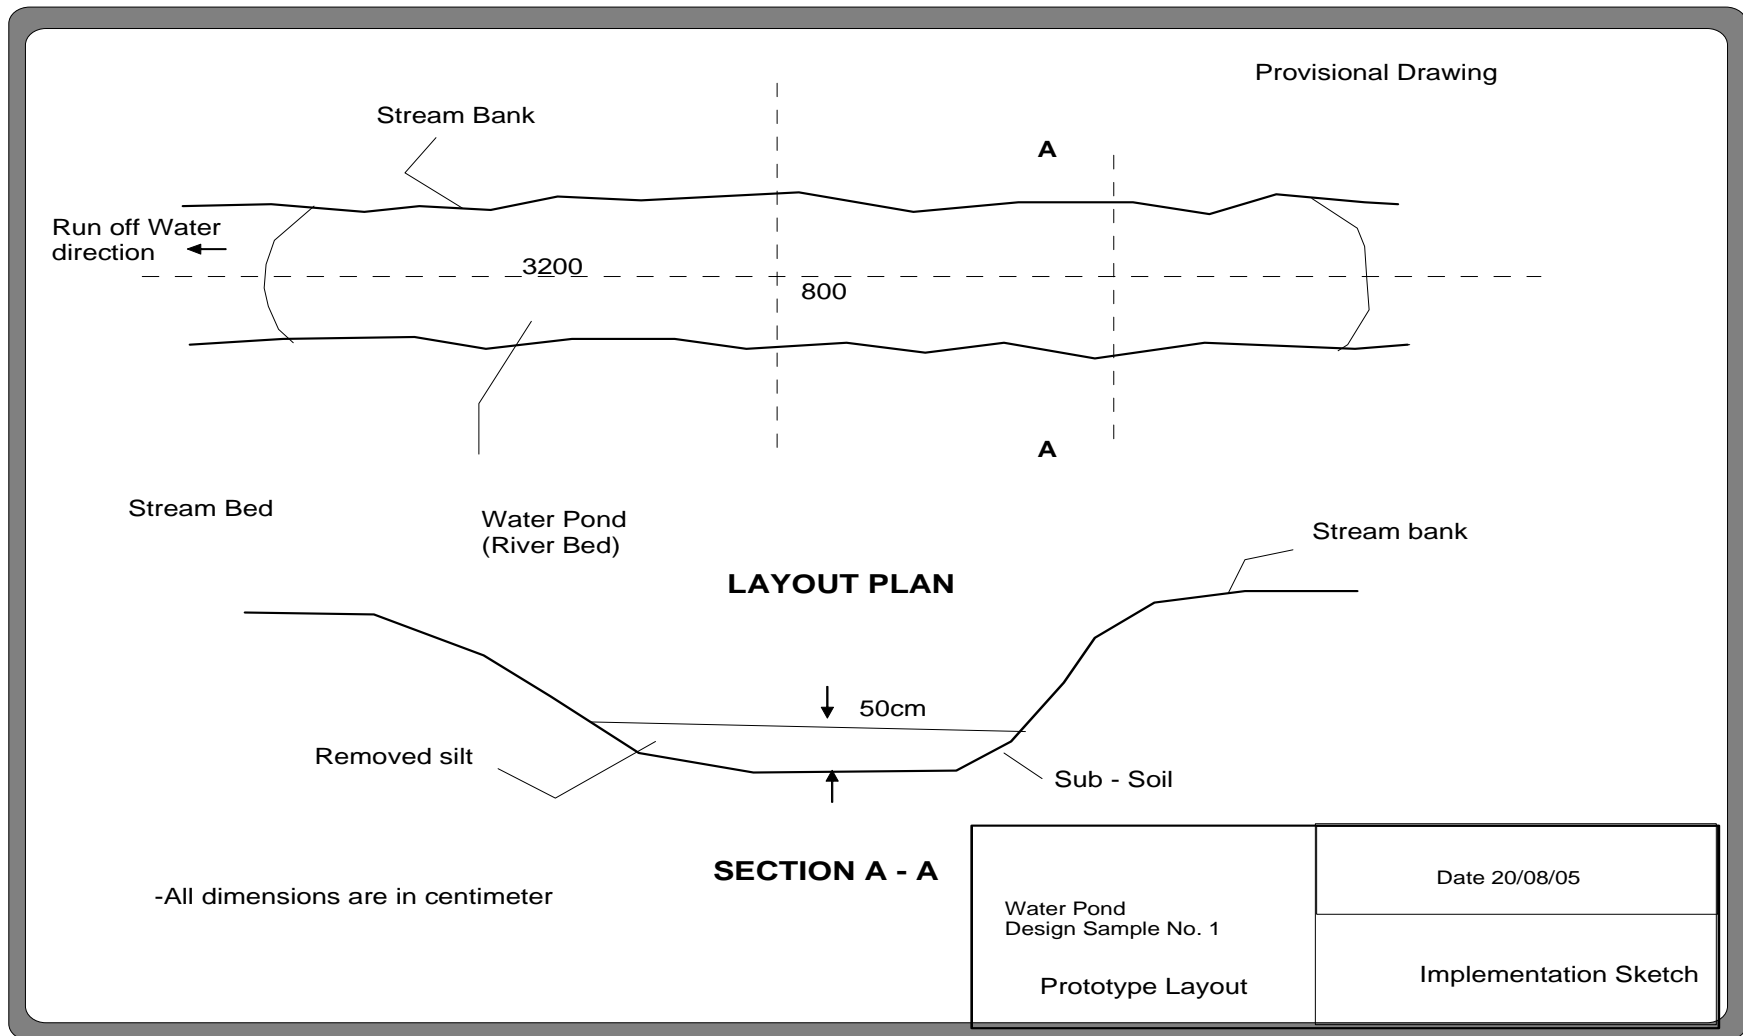 Provisional Drawing
Stream Bank
A
Run off Water
direction
3200
800
A
Stream Bed
Water Pond
(River Bed)
Stream bank
LAYOUT PLAN
50cm
Removed silt
Sub - Soil
SECTION A - A
-All dimensions are in centimeter
Date 20/08/05
Water Pond
Design Sample No. 1
Prototype Layout
Implementation Sketch